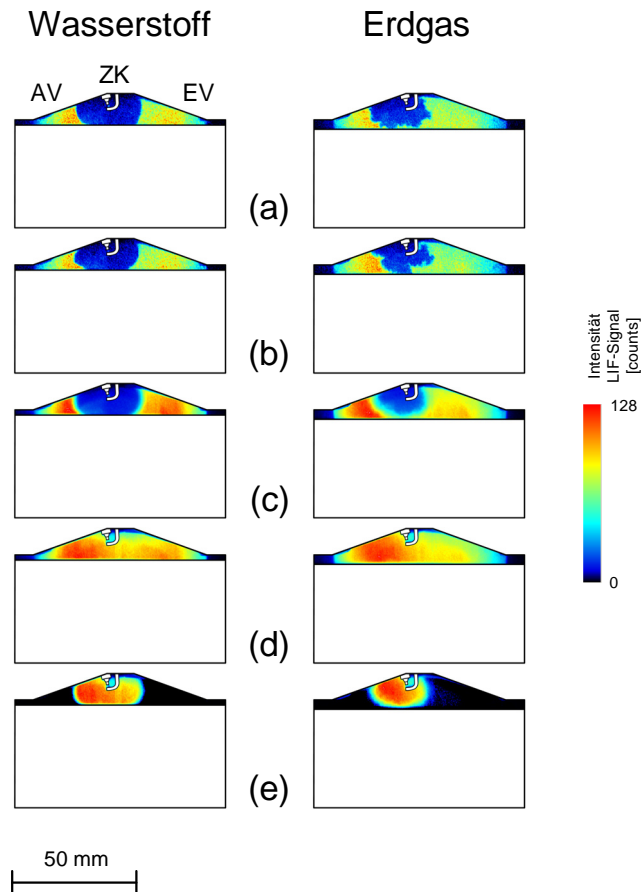 Wasserstoff
Erdgas
ZK
AV
EV
(a)
(b)
Intensität
LIF-Signal
[counts]
128
(c)
0
(d)
(e)
50 mm